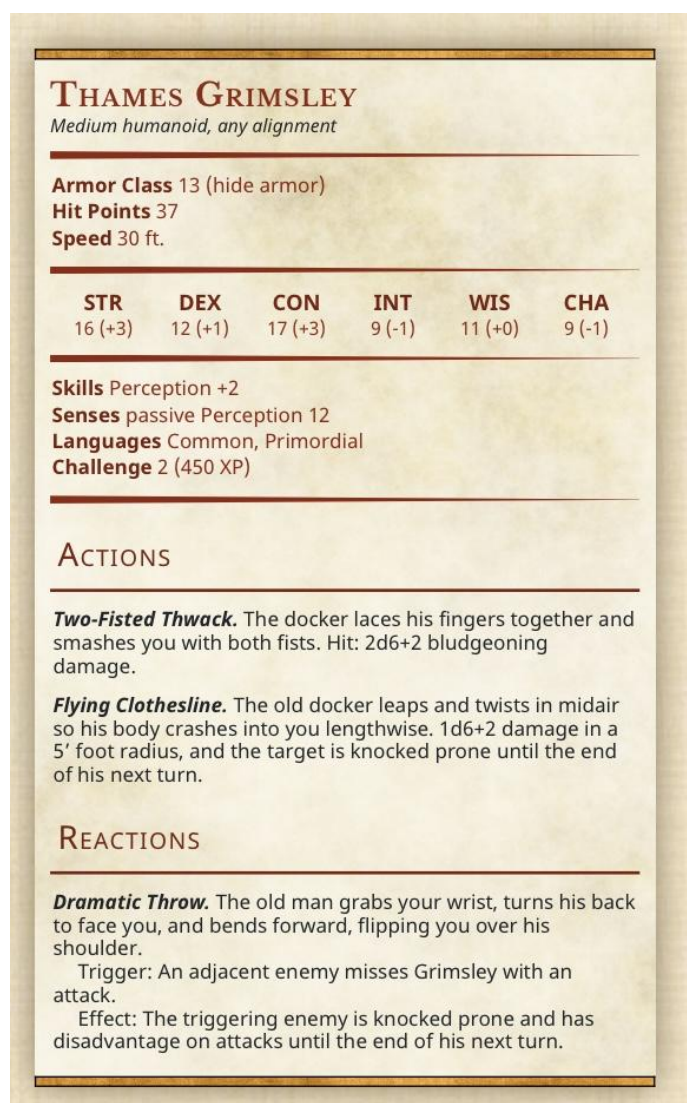 Thames Grimsley
Medium humanoid, any alignment
Armor Class 13 (hide armor)
Hit Points 37
Speed 30 ft.
STR DEX CON INT WIS CHA
16 (+3) 12 (+1) 17 (+3) 9 (-1) 11 (+0) 9 (-1)
Skills Perception +2
Senses passive Perception 12
Languages Common, Primordial
Challenge 2 (450 XP)
Actions
Two-Fisted Thwack. The docker laces his fingers together and
smashes you with both fists. Hit: 2d6+2 bludgeoning
damage.
Flying Clothesline. The old docker leaps and twists in midair
so his body crashes into you lengthwise. 1d6+2 damage in a
5’ foot radius, and the target is knocked prone until the end
of his next turn.
Reactions
Dramatic Throw. The old man grabs your wrist, turns his back
to face you, and bends forward, flipping you over his
shoulder.
Trigger: An adjacent enemy misses Grimsley with an
attack.
Effect: The triggering enemy is knocked prone and has
disadvantage on attacks until the end of his next turn.